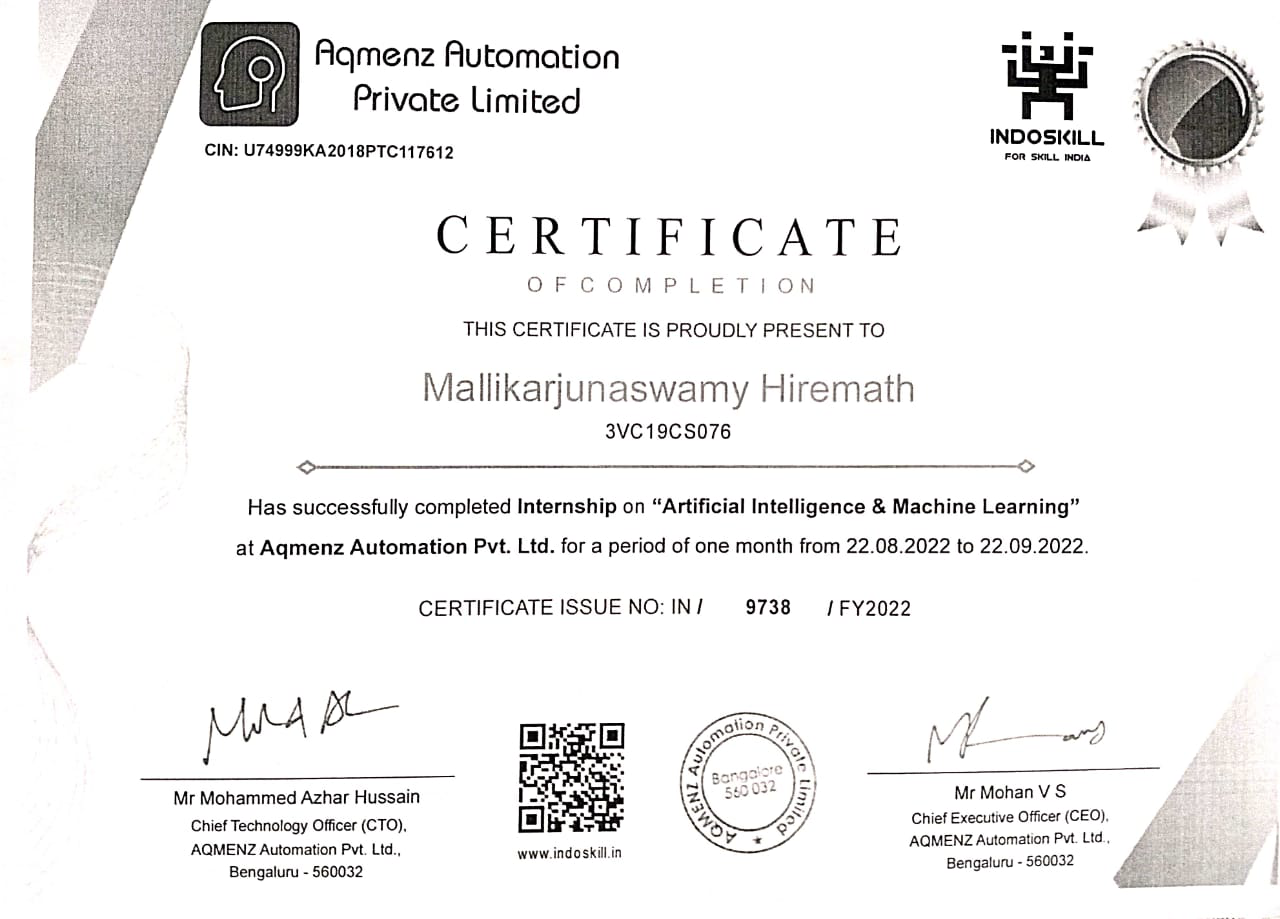 Aqmenz Automation
Private Limited
CIN: U74999KA2018PTC117612
INDOSKILL
FOR SKILL INDIA
CERTIFICATE
OF COMPLETION
THIS CERTIFICATE IS PROUDLY PRESENT TO
Mallikarjunaswamy Hiremath
3VC19CS076
Has successfully completed Internship on “Artificial Intelligence & Machine Learning”
at Aqmenz Automation Pvt. Ltd. for a period of one month from 22.08.2022 to 22.09.2022.
CERTIFICATE ISSUE NO: IN / 9738 / FY2022
Mr Mohammed Azhar Hussain
Chief Technology Officer (CTO),
AQMENZ Automation Pvt. Ltd.,
Bengaluru - 560032
www.indoskill.in
AQMENZ Automation Private Limited
Bangalore
560 032
Mr Mohan V S
Chief Executive Officer (CEO),
AQMENZ Automation Pvt. Ltd.,
Bengaluru - 560032